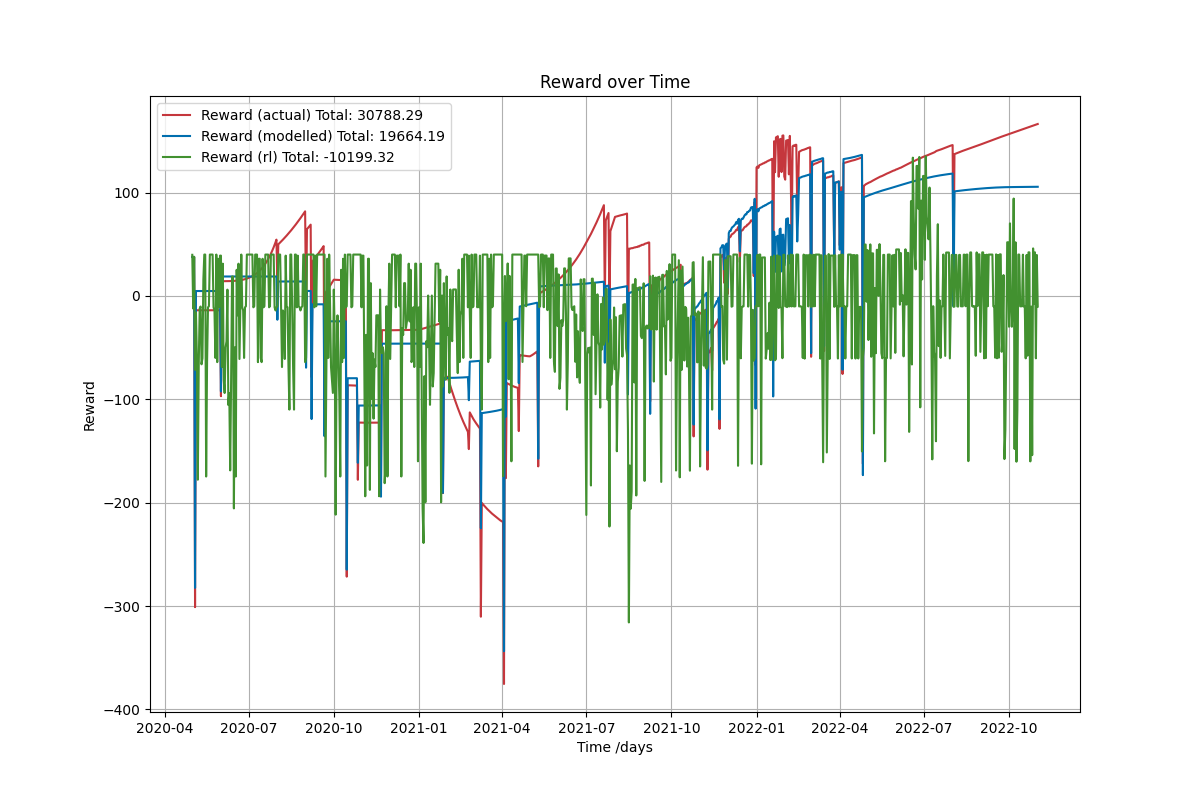 Reward over Time
Reward (actual) Total: 30788.29
Reward (modelled) Total: 19664.19
Reward (rl) Total: -10199.32
100
0
−100
−200
−300
−400
Reward
2020-04 2020-07 2020-10 2021-01 2021-04 2021-07 2021-10 2022-01 2022-04 2022-07 2022-10
Time /days